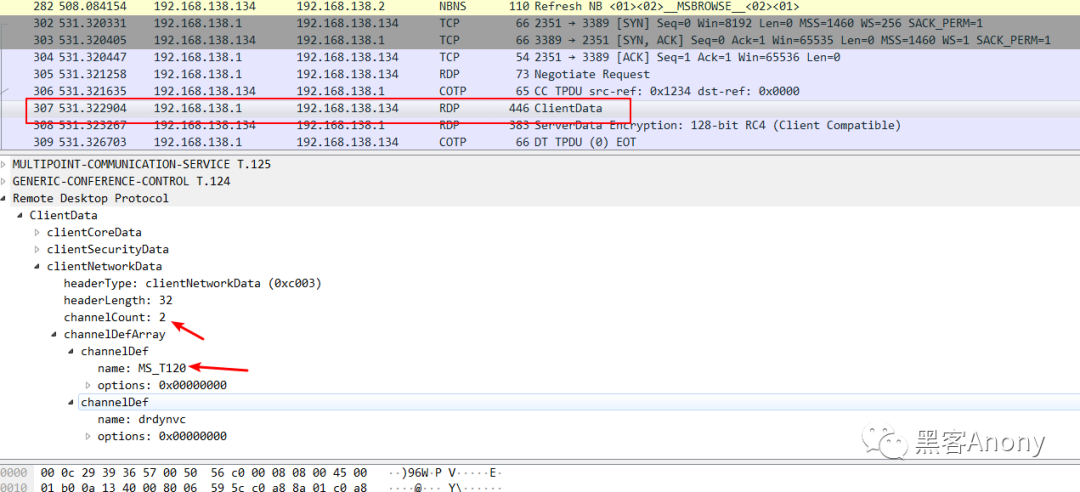 282 508.084154 192.168.138.134 192.168.138.2 NBNS 110 Refresh NB <01><02>__MSBROWSE__<02><01>
302 531.320331 192.168.138.1 192.168.138.134 TCP 66 2351 → 3389 [SYN] Seq=0 Win=8192 Len=0 MSS=1460 WS=256 SACK_PERM=1
303 531.320405 192.168.138.134 192.168.138.1 TCP 66 3389 → 2351 [SYN, ACK] Seq=0 Ack=1 Win=65535 Len=0 MSS=1460 WS=1 SACK_PERM=1
304 531.320447 192.168.138.1 192.168.138.134 TCP 54 2351 → 3389 [ACK] Seq=1 Ack=1 Win=65536 Len=0
305 531.321258 192.168.138.1 192.168.138.134 RDP 73 Negotiate Request
306 531.321635 192.168.138.134 192.168.138.1 COTP 65 CC TPDU src-ref: 0x1234 dst-ref: 0x0000
307 531.322904 192.168.138.1 192.168.138.134 RDP 446 ClientData
308 531.323267 192.168.138.134 192.168.138.1 RDP 383 ServerData Encryption: 128-bit RC4 (Client Compatible)
309 531.326703 192.168.138.1 192.168.138.134 COTP 66 DT TPDU (0) EOT
MULTIPOINT-COMMUNICATION-SERVICE T.125
GENERIC-CONFERENCE-CONTROL T.124
Remote Desktop Protocol
ClientData
clientCoreData
clientSecurityData
clientNetworkData
headerType: clientNetworkData (0xc003)
headerLength: 32
channelCount: 2
channelDefArray
channelDef
name: MS_T120
options: 0x00000000
channelDef
name: drdynvc
options: 0x00000000
黑客Anony
0000 00 0c 29 39 36 57 00 50 56 c0 00 08 08 00 45 00 ··)96W·P V·····E·
0010 01 b0 0a 13 40 00 80 06 59 5c c0 a8 8a 01 c0 a8 ····@··· Y\······